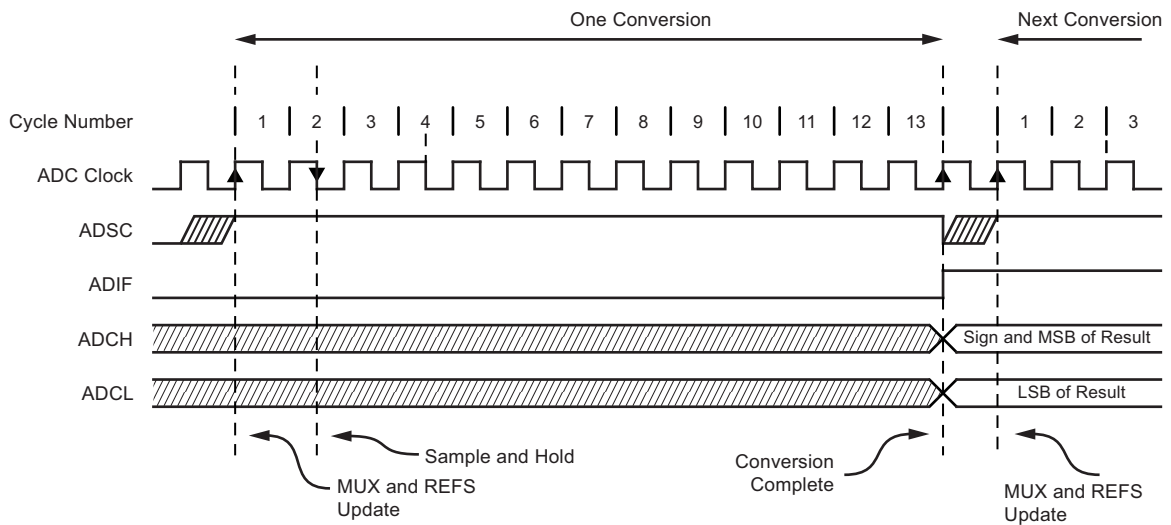 One Conversion Next Conversion
Cycle Number 1 2 3 4 5 6 7 8 9 10 11 12 13 1 2 3
ADC Clock
ADSC
ADIF
ADCH Sign and MSB of Result
ADCL LSB of Result
Sample and Hold
MUX and REFS
Update
Conversion
Complete
MUX and REFS
Update